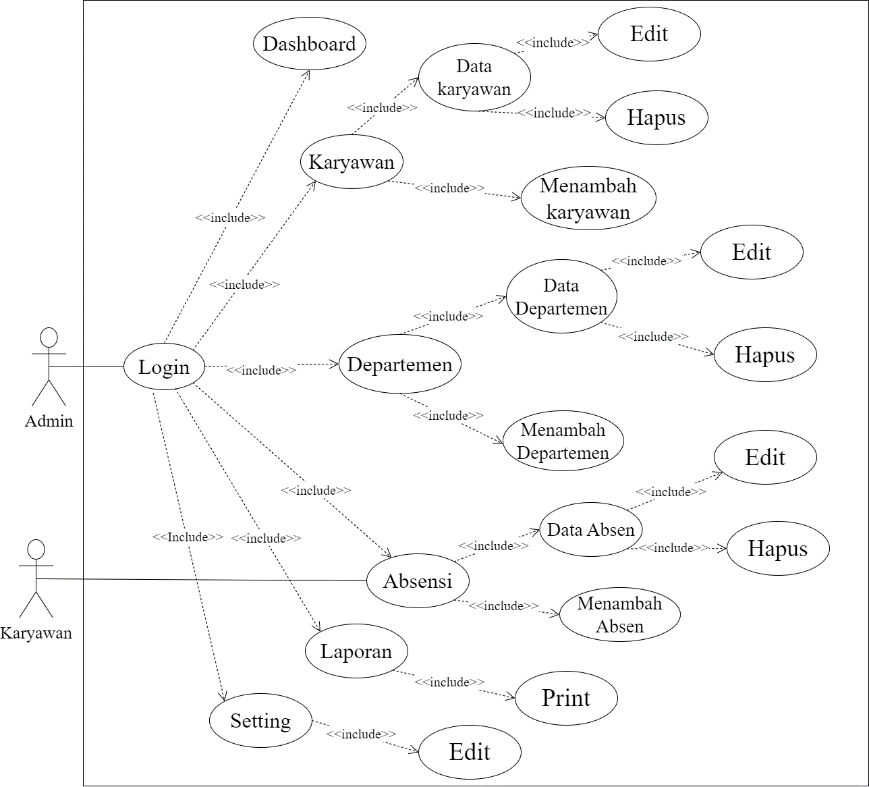 Dashboard
<<include>>
Edit
Data
karyawan
<<include>>
<<include>>
Hapus
Karyawan
<<include>>
Menambah
karyawan
<<include>>
<<include>>
Edit
<<include>>
Data
Departemen
<<include>>
<<include>>
Hapus
Login
<<include>>
Departemen
Admin
<<include>>
Menambah
Departemen
Edit
<<include>>
<<include>>
Data Absen
<<Include>>
<<include>>
<<include>>
<<include>>
Hapus
Absensi
<<include>>
Menambah
Absen
Karyawan
Laporan
<<include>>
Print
Setting
<<include>>
Edit